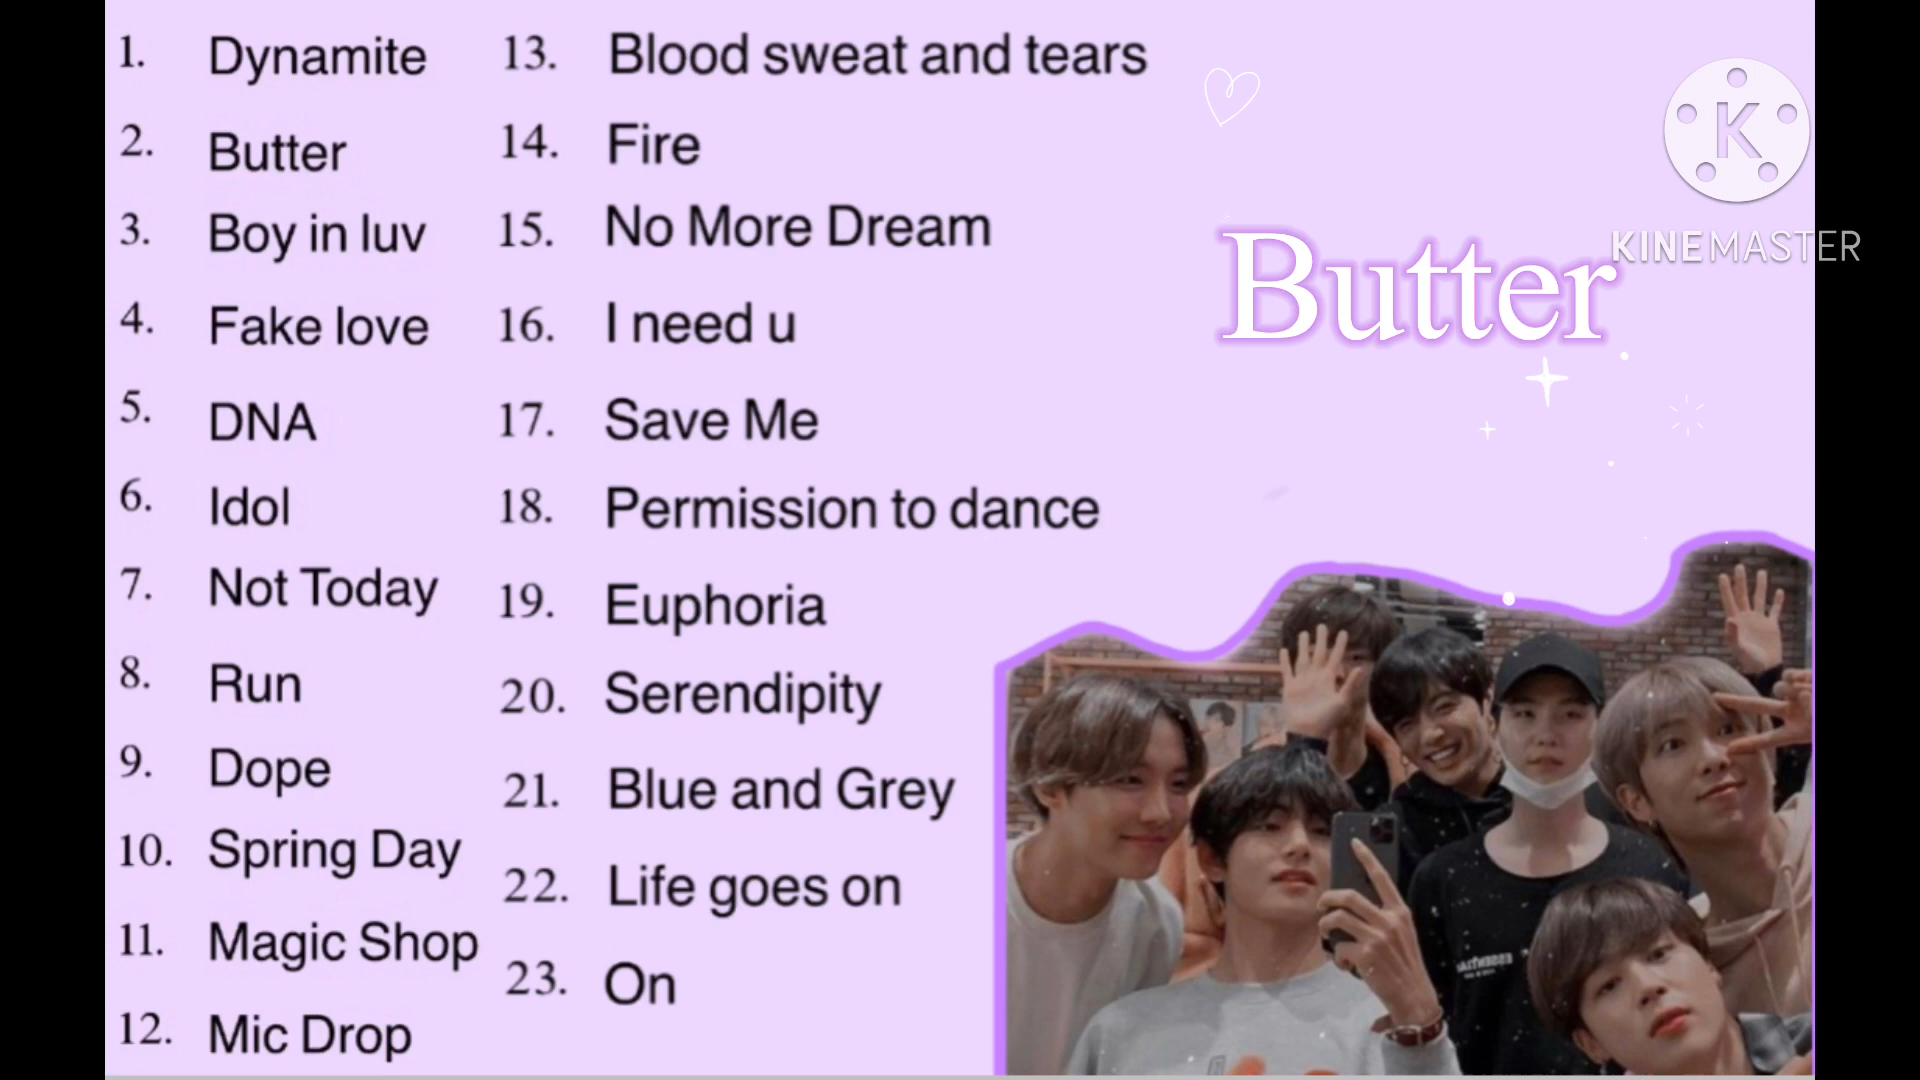 1. Dynamite
2. Butter
3. Boy in luv
4. Fake love
5. DNA
6. Idol
7. Not Today
8. Run
9. Dope
10. Spring Day
11. Magic Shop
12. Mic Drop
13. Blood sweat and tears
14. Fire
15. No More Dream
16. I need u
17. Save Me
18. Permission to dance
19. Euphoria
20. Serendipity
21. Blue and Grey
22. Life goes on
23. On
K
KINEMASTER
Butter